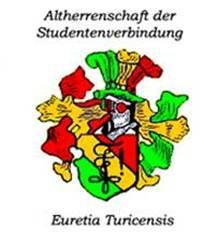 Altherrenschaft der
Studentenverbindung
Euretia Turicensis